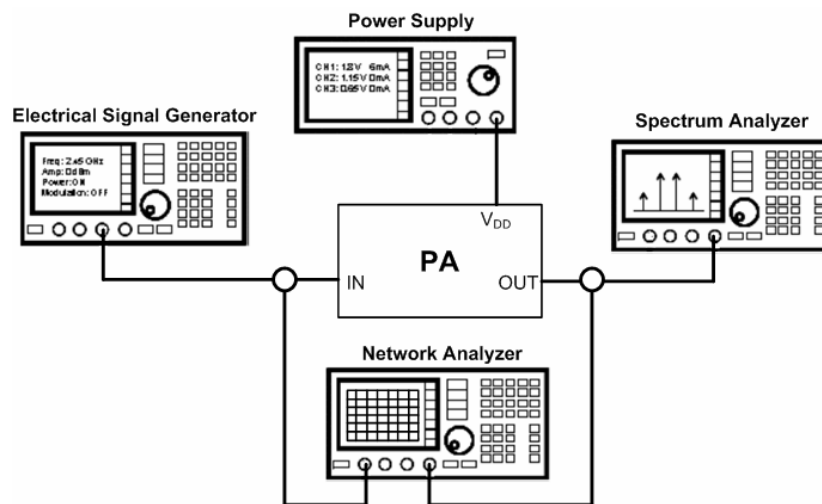 Power Supply
CH1: 1.8V 6mA
CH2: 1.15V 0mA
CH3: 0.65V 0mA
Electrical Signal Generator
Freq: 2.45 GHz
Amp: 0dBm
Power: ON
Modulation: OFF
Spectrum Analyzer
VDD
IN
PA
OUT
Network Analyzer